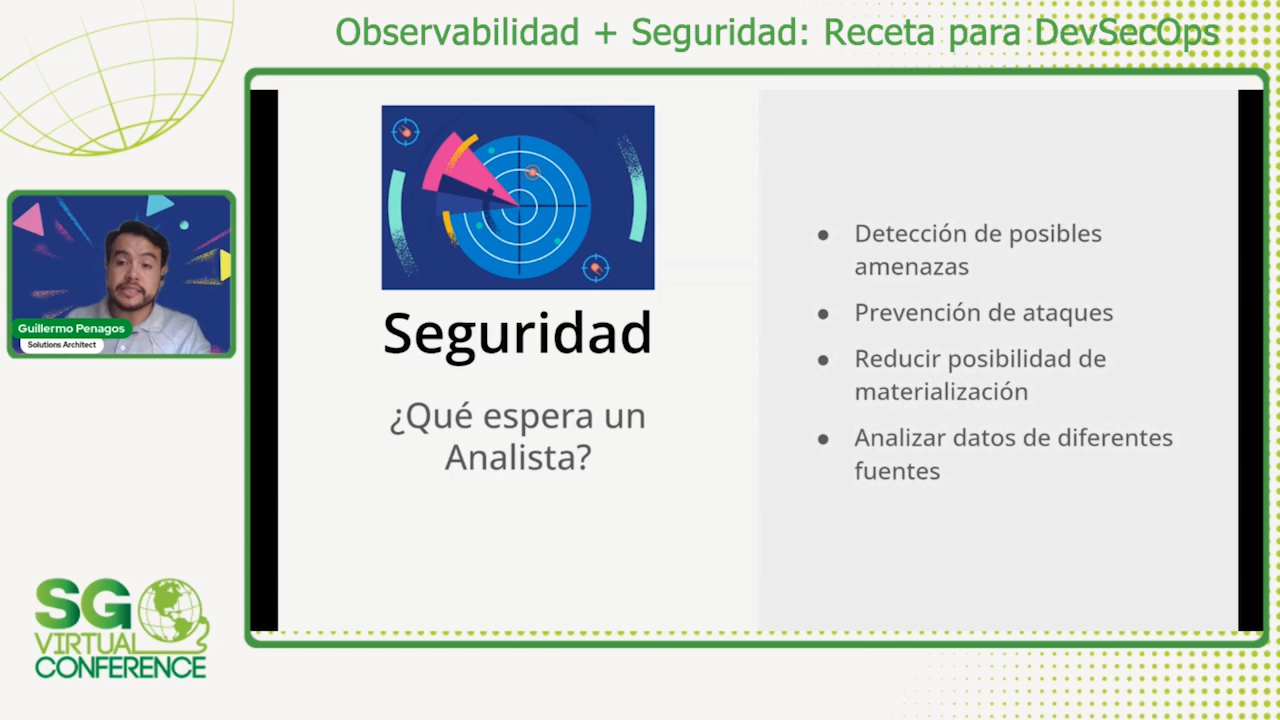 Observabilidad + Seguridad: Receta para DevSecOps
Guillermo Penagos
Solutions Architect
Seguridad
¿Qué espera un
Analista?
● Detección de posibles
amenazas
● Prevención de ataques
● Reducir posibilidad de
materialización
● Analizar datos de diferentes
fuentes
SG
VIRTUAL
CONFERENCE